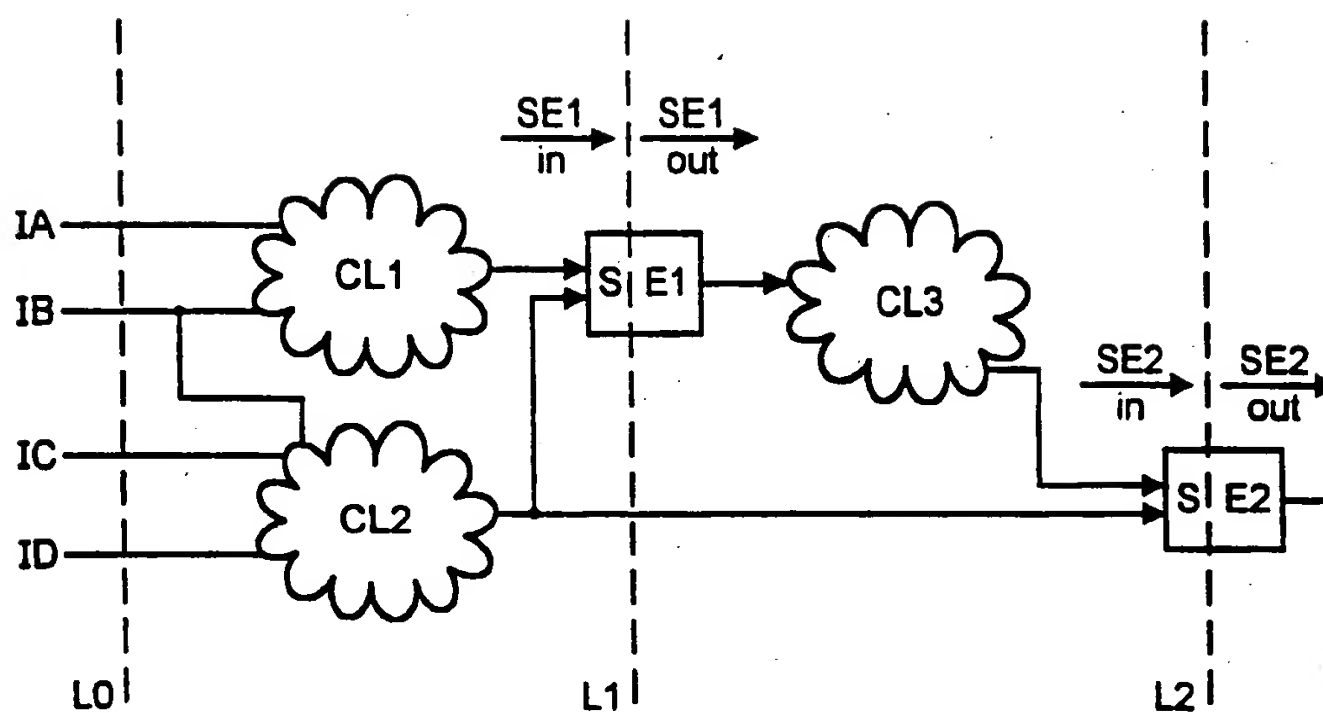 SE1
in
SE1
out
IA
CL1
IB
S E1
CL3
SE2
in
SE2
out
IC
CL2
S E2
ID
L0
L1
L2